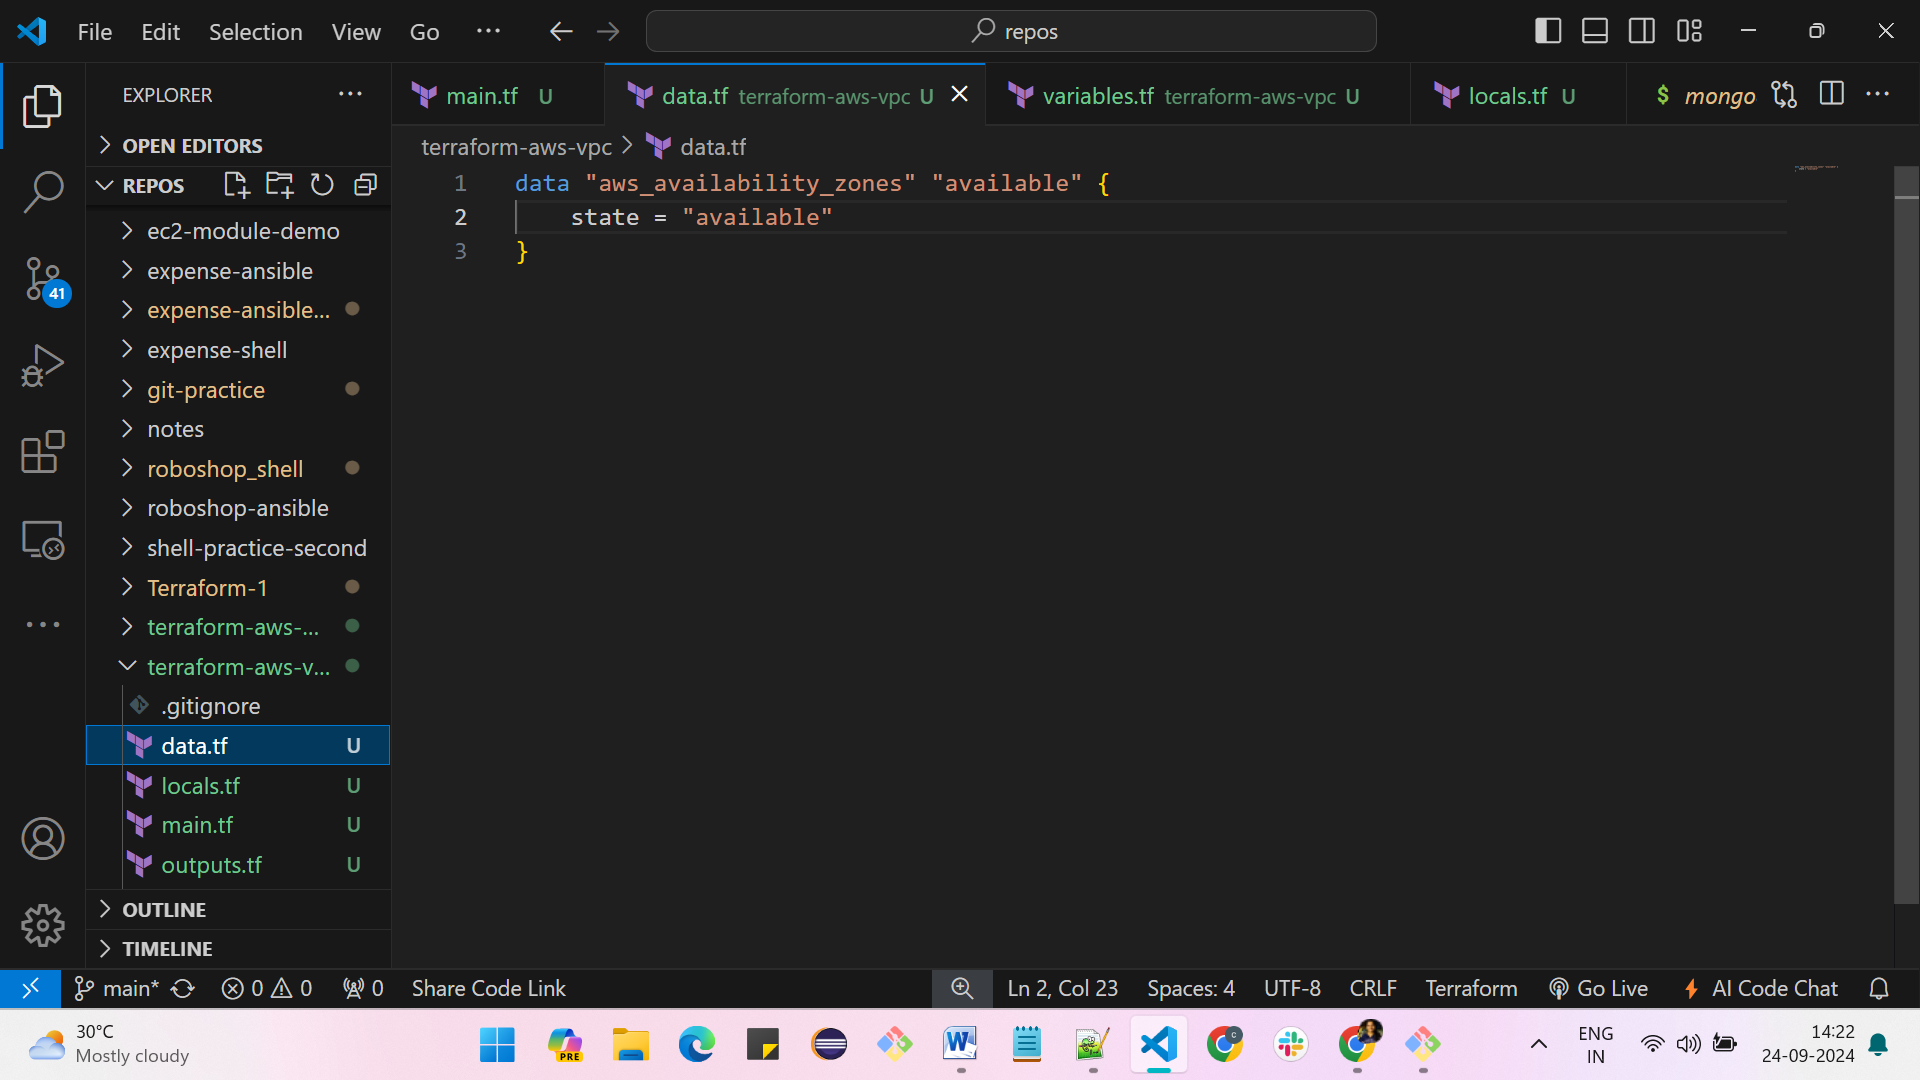 File Edit Selection View Go ··· repos
EXPLORER ···
OPEN EDITORS
REPOS
ec2-module-demo
expense-ansible
expense-ansible...
expense-shell
git-practice
notes
roboshop_shell
roboshop-ansible
shell-practice-second
Terraform-1
terraform-aws-...
terraform-aws-v...
.gitignore
data.tf U
locals.tf U
main.tf U
outputs.tf U
OUTLINE
TIMELINE
41
main.tf U data.tf terraform-aws-vpc U variables.tf terraform-aws-vpc U locals.tf U $ mongo
terraform-aws-vpc > data.tf
1 data "aws_availability_zones" "available" {
2 state = "available"
3 }
main* 0 0 0 Share Code Link Ln 2, Col 23 Spaces: 4 UTF-8 CRLF Terraform Go Live AI Code Chat
30°C
Mostly cloudy
PRE
ENG
IN
14:22
24-09-2024